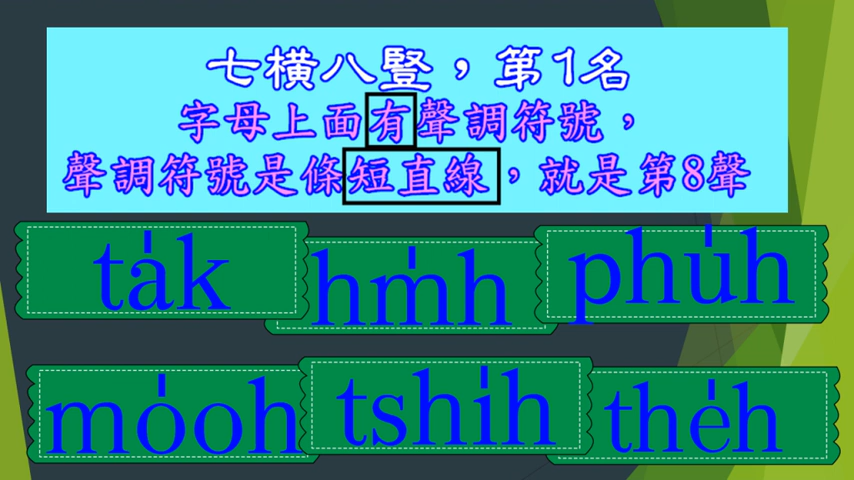 七橫八豎，第1名
字母上面有聲調符號，
聲調符號是條短直線，就是第8聲
ta̍k
hm̍h
phu̍h
mo̍oh
tshi̍h
the̍h